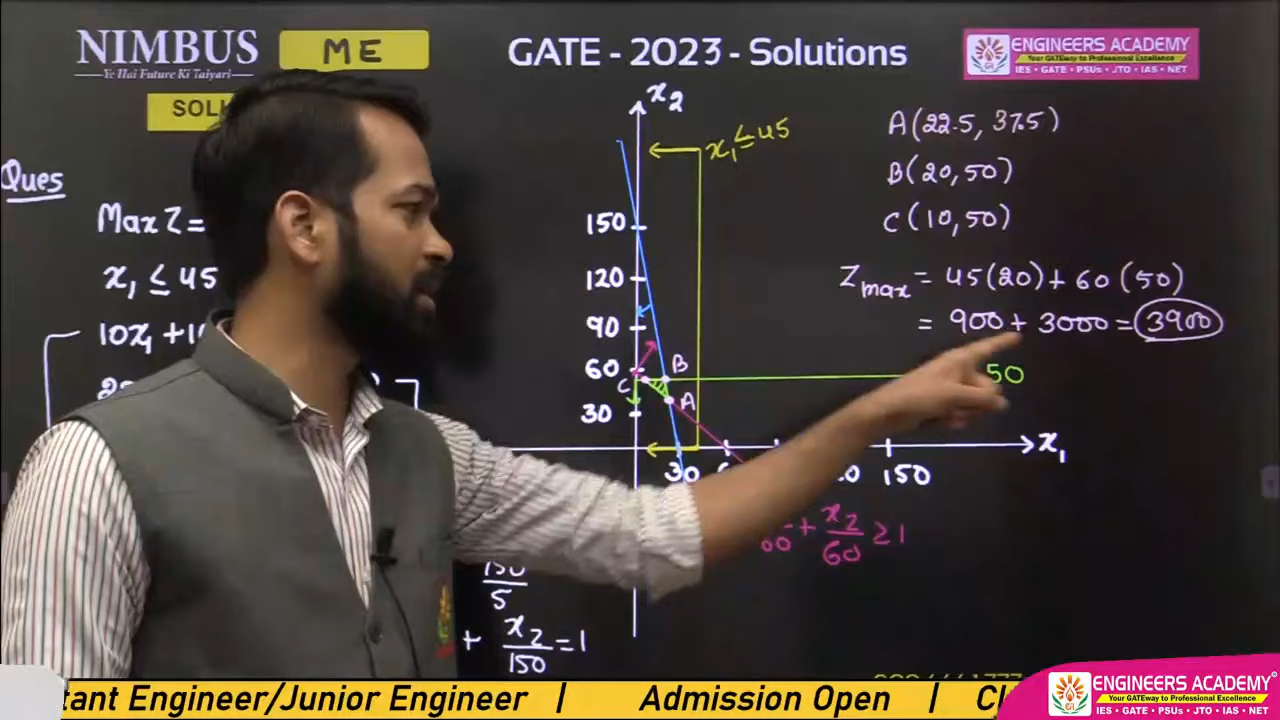 NIMBUS
Ye Hai Future Ki Taiyari
ME
GATE - 2023 - Solutions
ENGINEERS ACADEMY
Your GATEway to Professional Excellence
IES • GATE • PSUs • JTO • IAS • NET
Ques
Max Z =
x₁ ≤ 45
10x₁ +
x₂
x₁ ≤ 45
150
120
90
60
30
C
B
A
30
150
x₁
A(22.5, 37.5)
B(20, 50)
C(10, 50)
Zmax = 45(20) + 60(50)
= 900 + 3000 = 3900
50
+ x₂/60 ≥ 1
150/5
+ x₂/150 = 1
Engineer/Junior Engineer | Admission Open |
ENGINEERS ACADEMY
Your GATEway to Professional Excellence
IES • GATE • PSUs • JTO • IAS • NET